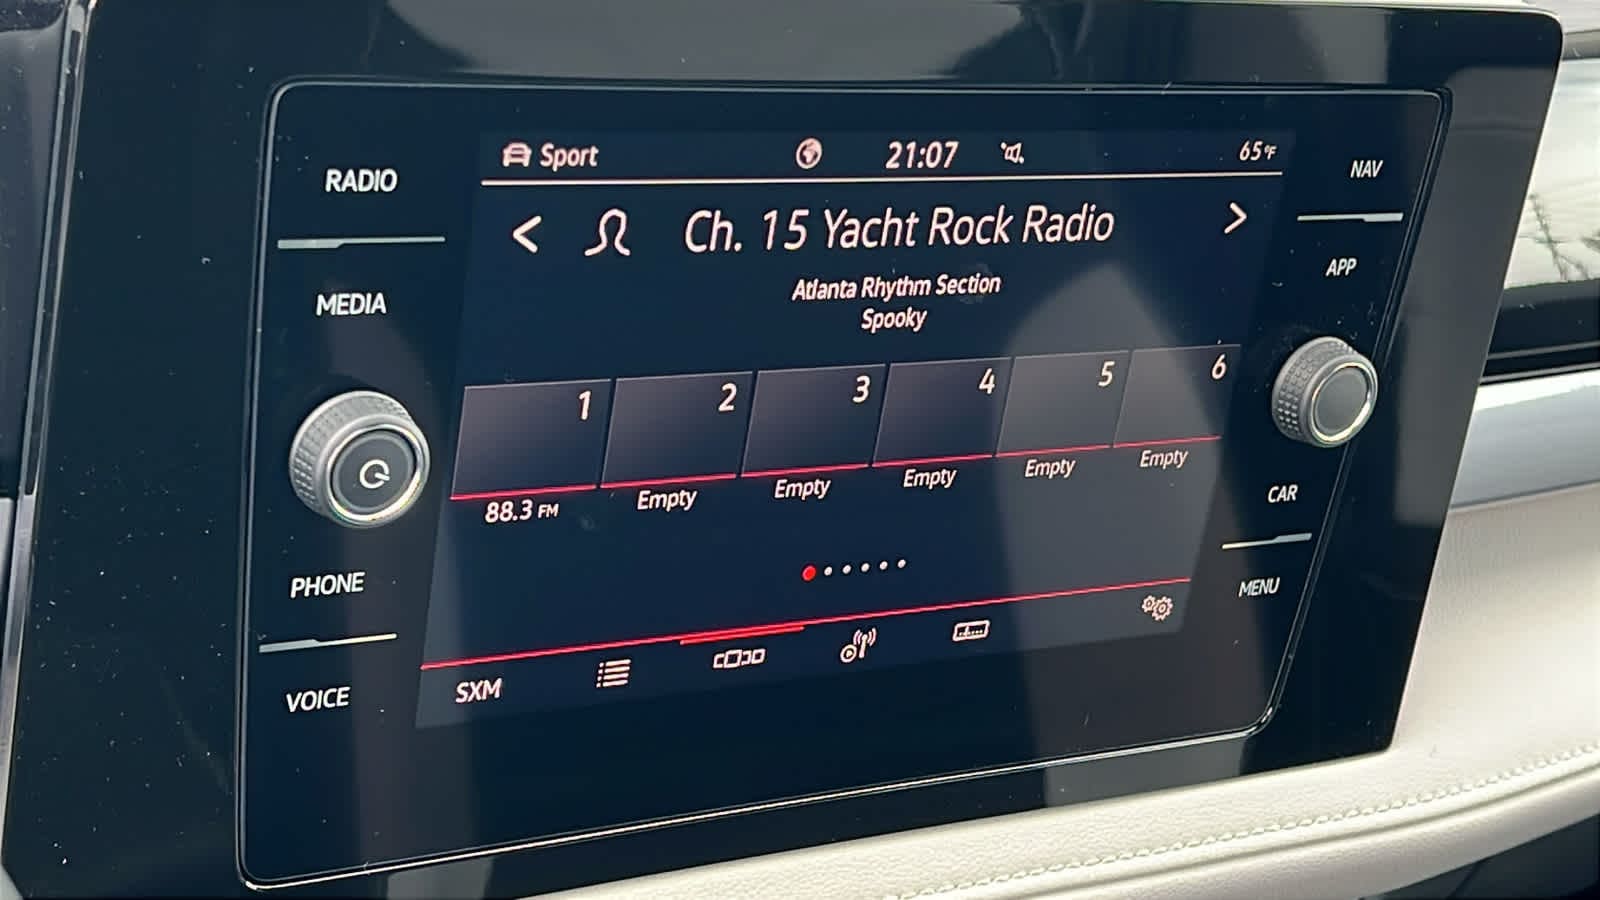 RADIO
MEDIA
PHONE
VOICE
Sport 21:07 65°F
Ch. 15 Yacht Rock Radio
Atlanta Rhythm Section
Spooky
1 2 3 4 5 6
88.3 FM Empty Empty Empty Empty Empty
SXM
NAV
APP
CAR
MENU